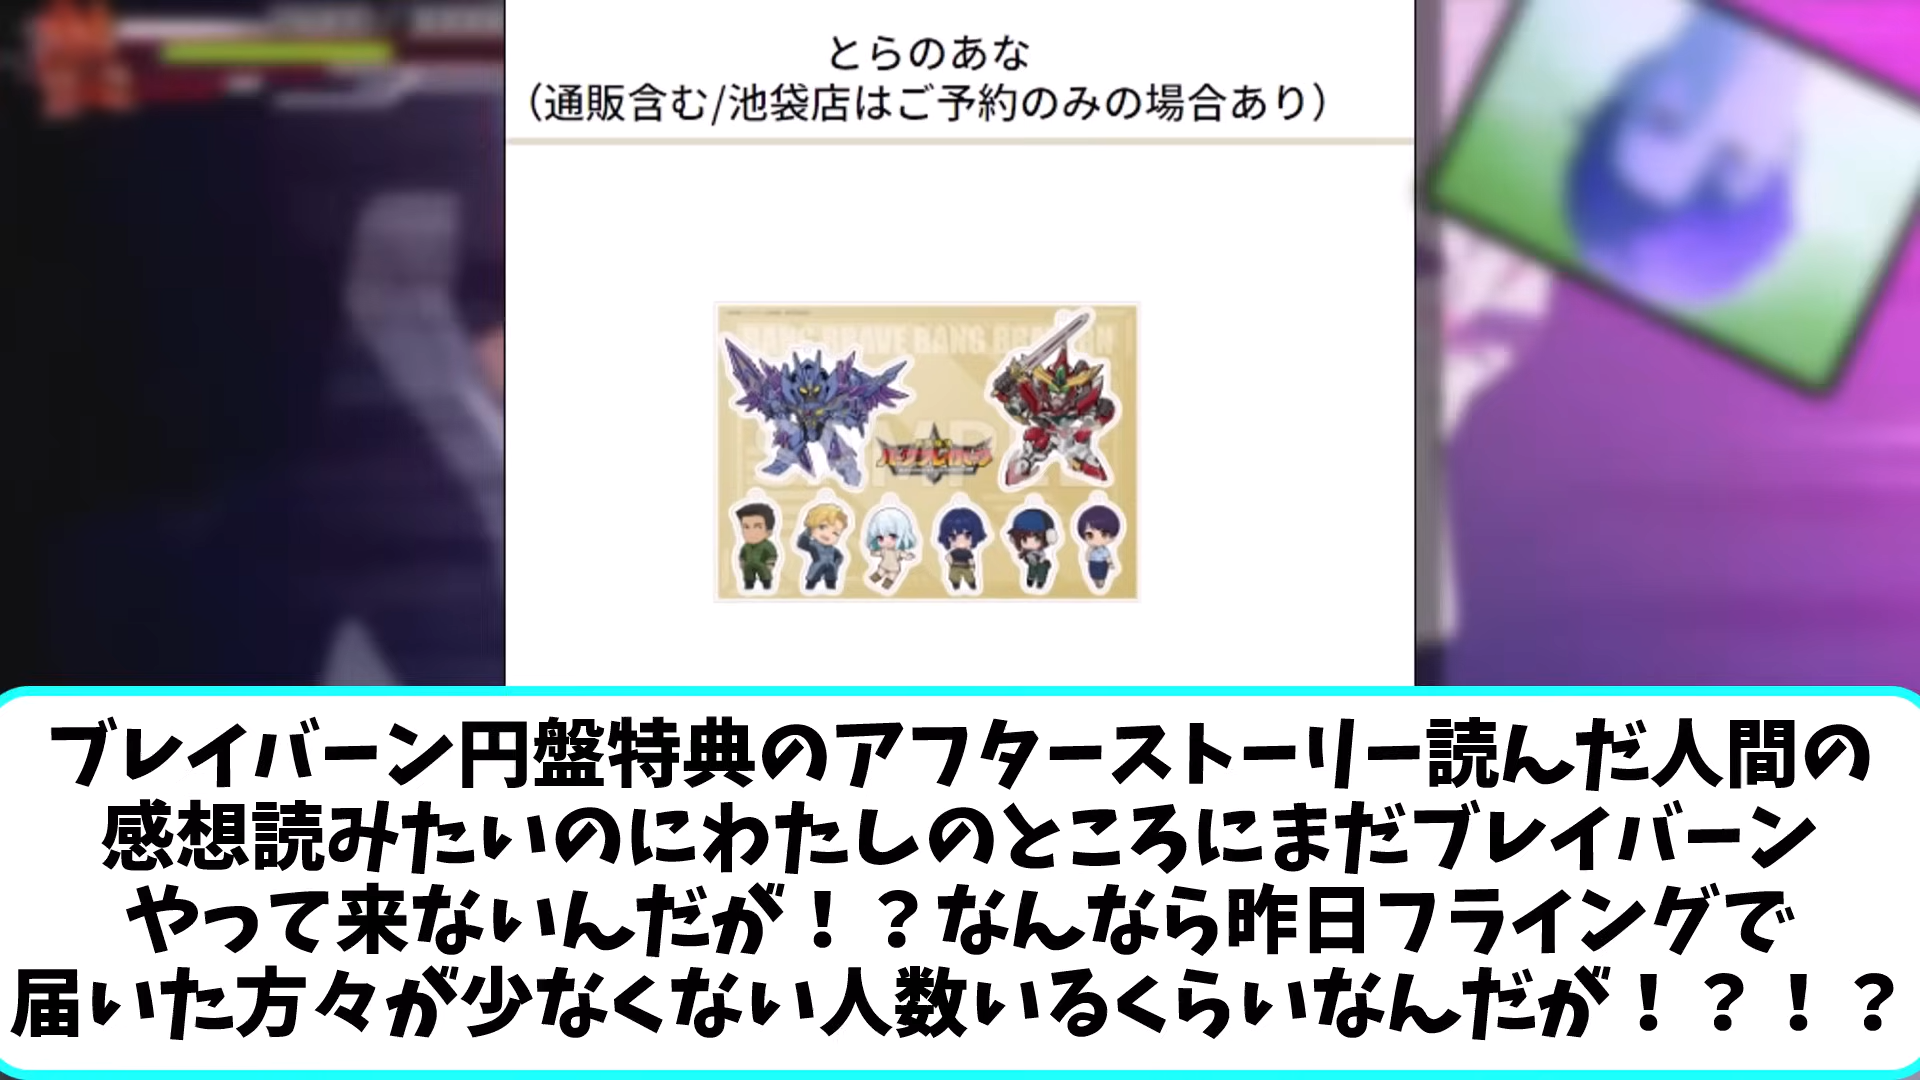 とらのあな
（通販含む/池袋店はご予約のみの場合あり）
BANG BRAVE BANG BRAVERN
SAMPLE
ブレイバーン円盤特典のアフターストーリー読んだ人間の
感想読みたいのにわたしのところにまだブレイバーン
やって来ないんだが！？なんなら昨日フライングで
届いた方々が少なくない人数いるくらいなんだが！？！？